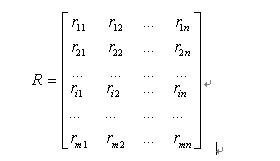 r11 r12 ... r1n
r21 r22 ... r2n
... ... ... ...
R = ri1 ri2 ... rin
... ... ... ...
rm1 rm2 ... rmn